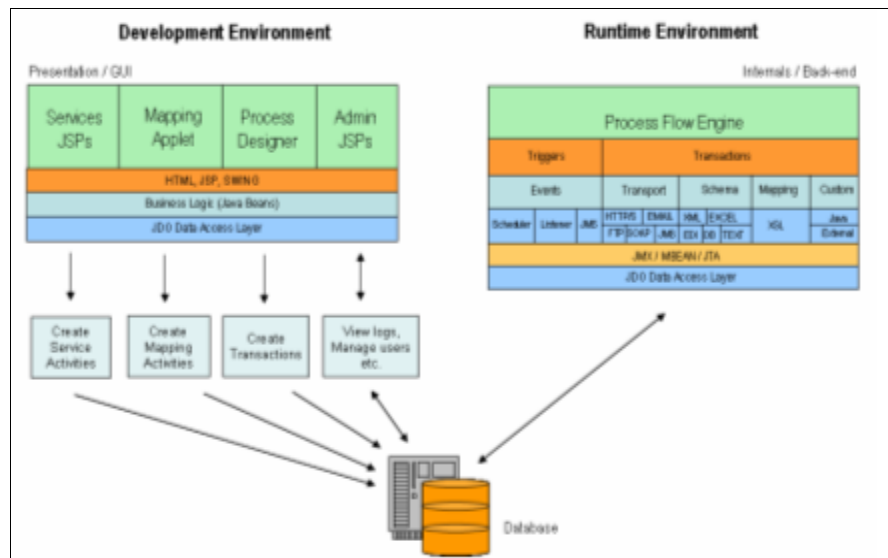 Development Environment
Runtime Environment
Presentation / GUI
Internals / Back-end
Services
JSPs
Mapping
Applet
Process
Designer
Admin
JSPs
HTML, JSP, SWING
Business Logic (Java Beans)
JDO Data Access Layer
Process Flow Engine
Triggers
Transactions
Events
Transport
Schema
Mapping
Custom
Scheduler
Listener
JMS
HTTP/S
EMAIL
XML
EXCEL
FTP
SOAP
JMS
EDI
DB
TEXT
XSL
Java
External
JMX / MBEAN / JTA
JDO Data Access Layer
Create
Service
Activities
Create
Mapping
Activities
Create
Transactions
View logs,
Manage users
etc.
Database